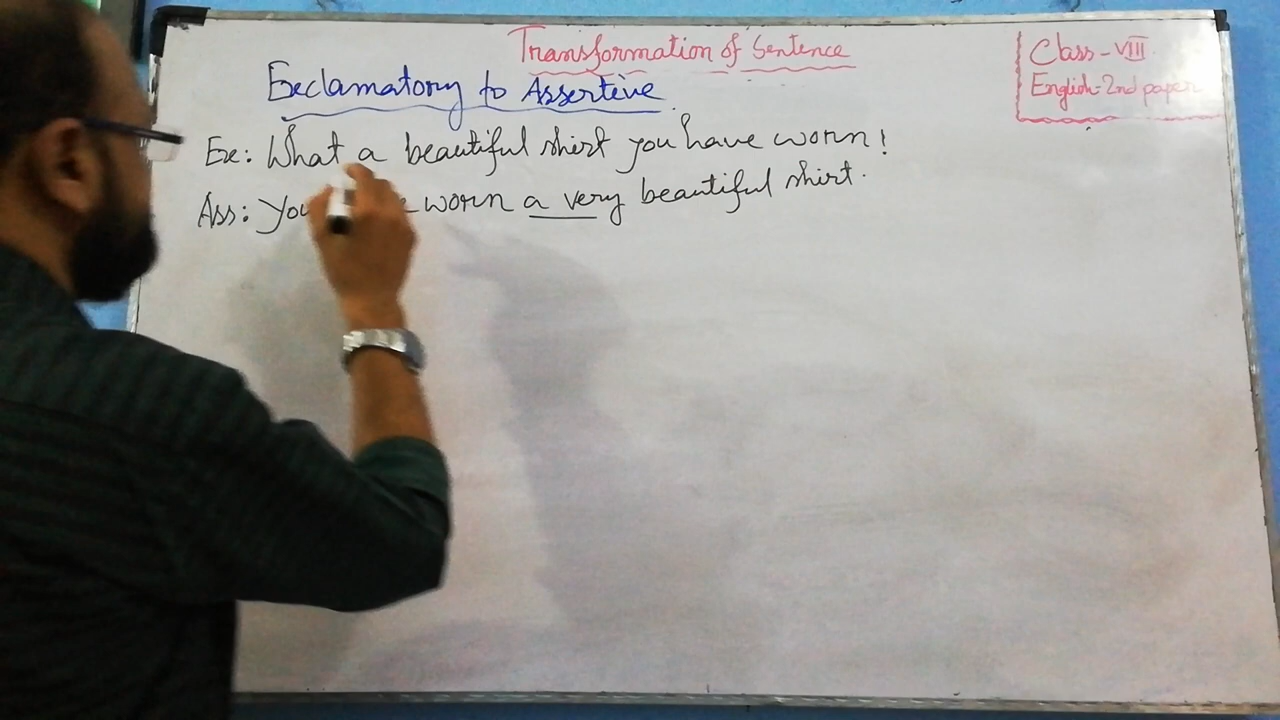 Transformation of Sentence
Class - VIII
English - 2nd paper
Exclamatory to Assertive
Ex: What a beautiful shirt you have worn!
Ass: You worn a very beautiful shirt.